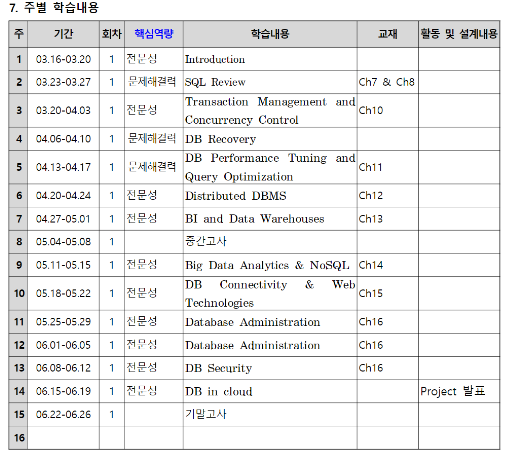 7. 주별 학습내용
주 기간 회차 핵심역량 학습내용 교재 활동 및 설계내용
1 03.16-03.20 1 전문성 Introduction
2 03.23-03.27 1 문제해결력 SQL Review Ch7 & Ch8
3 03.20-04.03 1 전문성 Transaction Management and Concurrency Control Ch10
4 04.06-04.10 1 문제해결력 DB Recovery
5 04.13-04.17 1 문제해결력 DB Performance Tuning and Query Optimization Ch11
6 04.20-04.24 1 전문성 Distributed DBMS Ch12
7 04.27-05.01 1 전문성 BI and Data Warehouses Ch13
8 05.04-05.08 1 중간고사
9 05.11-05.15 1 전문성 Big Data Analytics & NoSQL Ch14
10 05.18-05.22 1 전문성 DB Connectivity & Web Technologies Ch15
11 05.25-05.29 1 전문성 Database Administration Ch16
12 06.01-06.05 1 전문성 Database Administration Ch16
13 06.08-06.12 1 전문성 DB Security Ch16
14 06.15-06.19 1 전문성 DB in cloud Project 발표
15 06.22-06.26 1 기말고사
16